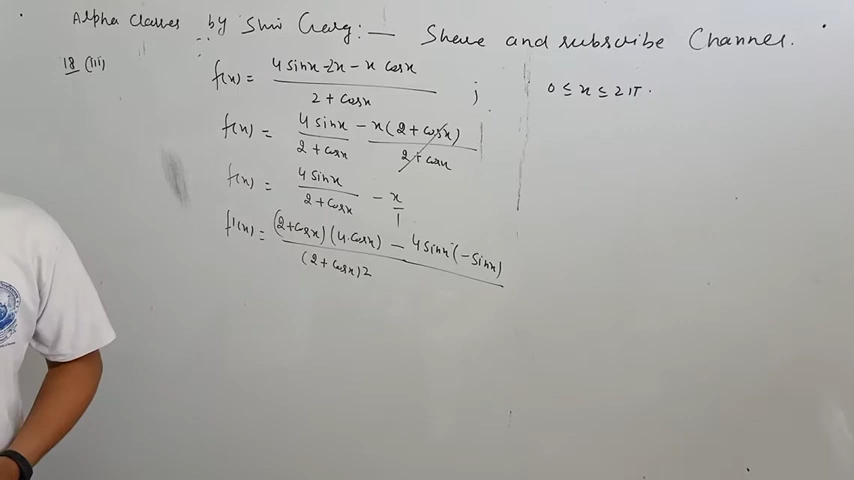 Alpha Classes by Shiv Garg:— Share and subscribe Channel.
18 (iii)
f(x) = 4 sinx - 2x - x cosx / 2 + cosx ; 0 ≤ x ≤ 2π.
f(x) = 4 sinx / 2 + cosx - x(2 + cosx) / 2 + cosx
f(x) = 4 sinx / 2 + cosx - x / 1
f'(x) = (2+cosx)(4.cosx) - 4 sinx(-sinx) / (2 + cosx)2